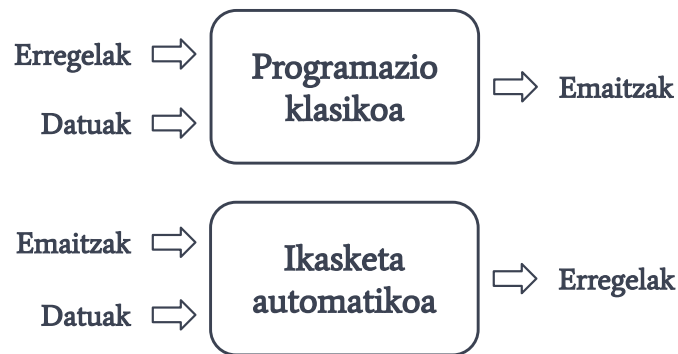 Erregelak
Datuak
Programazio
klasikoa
Emaitzak
Emaitzak
Datuak
Ikasketa
automatikoa
Erregelak